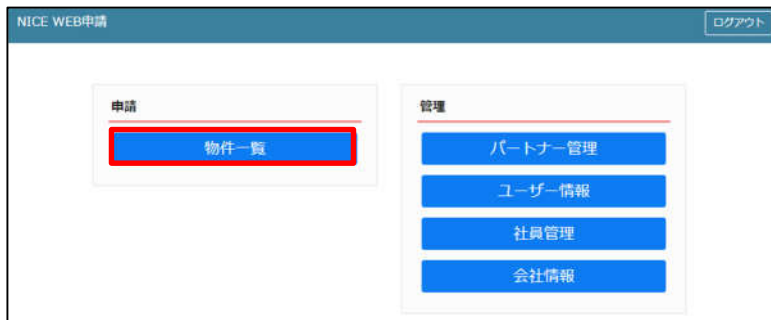 NICE WEB申請
ログアウト
申請
物件一覧
管理
パートナー管理
ユーザー情報
社員管理
会社情報